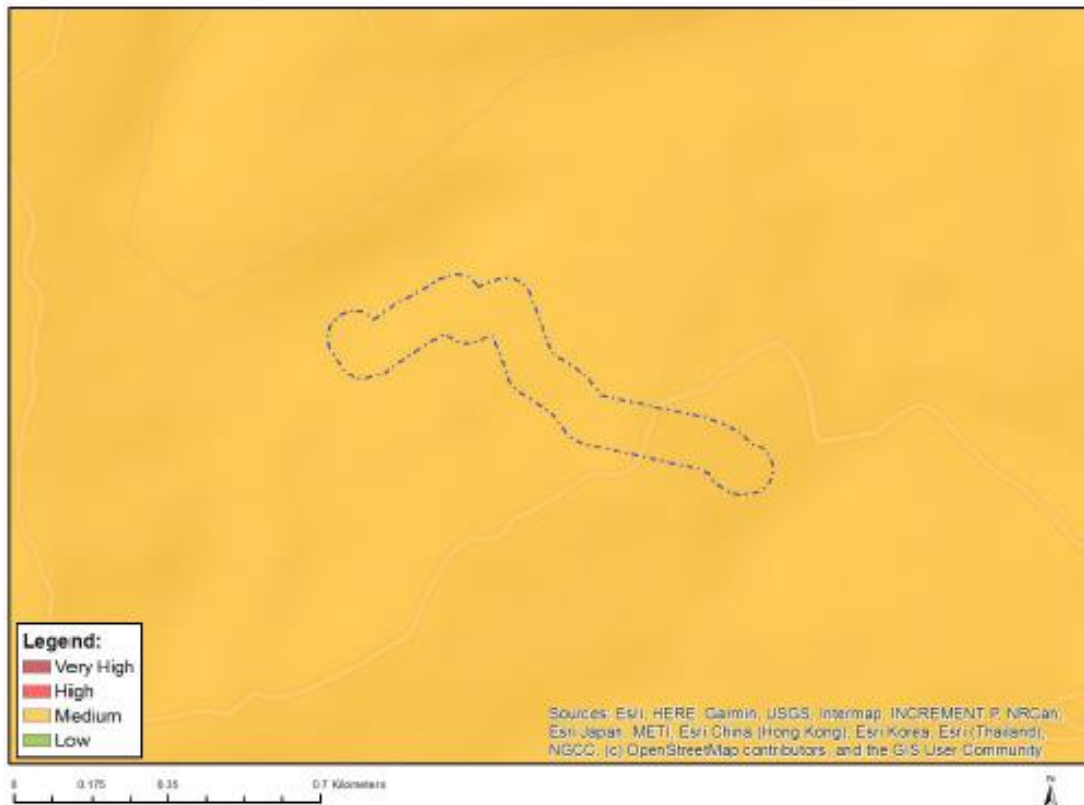 Legend:
Very High
High
Medium
Low
Sources: Esri, HERE, Garmin, USGS, Intermap, INCREMENT P, NRCan,
Esri Japan, METI, Esri China (Hong Kong), Esri Korea, Esri (Thailand),
NGCC, (c) OpenStreetMap contributors, and the GIS User Community
0 0.175 0.35 0.7 Kilometers
N